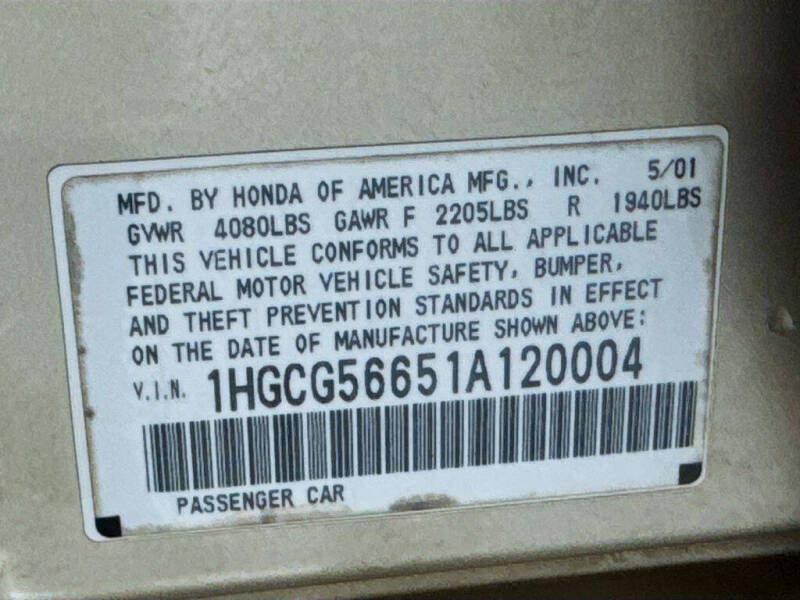 MFD. BY HONDA OF AMERICA MFG., INC. 5/01
GVWR 4080LBS GAWR F 2205LBS R 1940LBS
THIS VEHICLE CONFORMS TO ALL APPLICABLE
FEDERAL MOTOR VEHICLE SAFETY, BUMPER,
AND THEFT PREVENTION STANDARDS IN EFFECT
ON THE DATE OF MANUFACTURE SHOWN ABOVE:
V.I.N. 1HGCG56651A120004
PASSENGER CAR